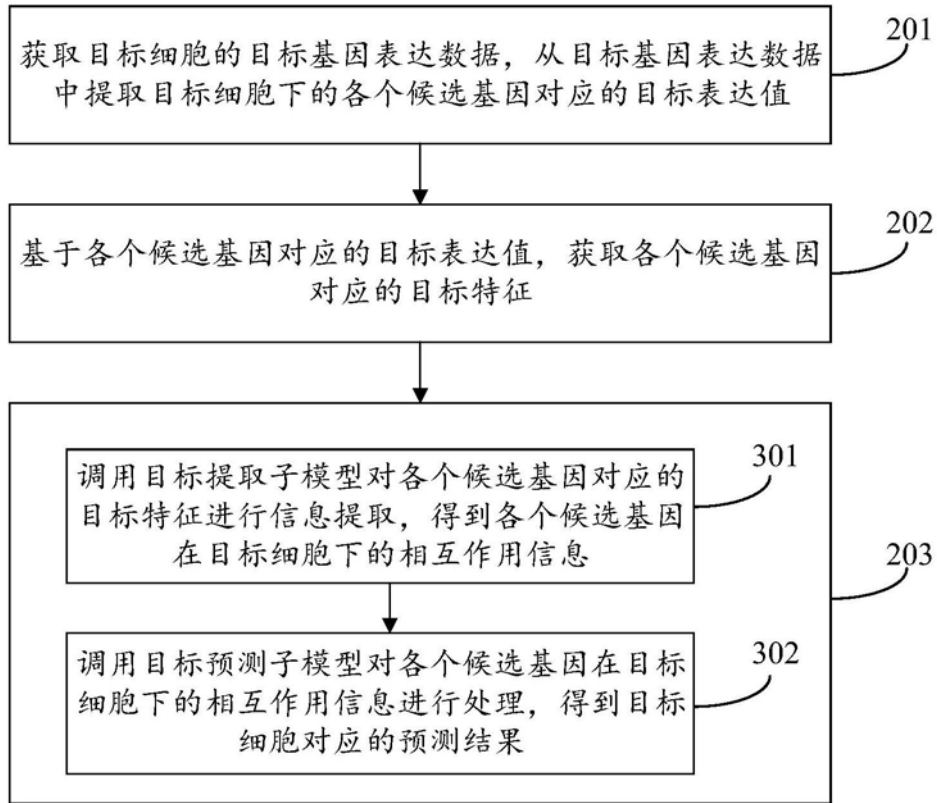 获取目标细胞的目标基因表达数据，从目标基因表达数据
中提取目标细胞下的各个候选基因对应的目标表达值
201
基于各个候选基因对应的目标表达值，获取各个候选基因
对应的目标特征
202
调用目标提取子模型对各个候选基因对应的
目标特征进行信息提取，得到各个候选基因
在目标细胞下的相互作用信息
301
203
调用目标预测子模型对各个候选基因在目标
细胞下的相互作用信息进行处理，得到目标
细胞对应的预测结果
302